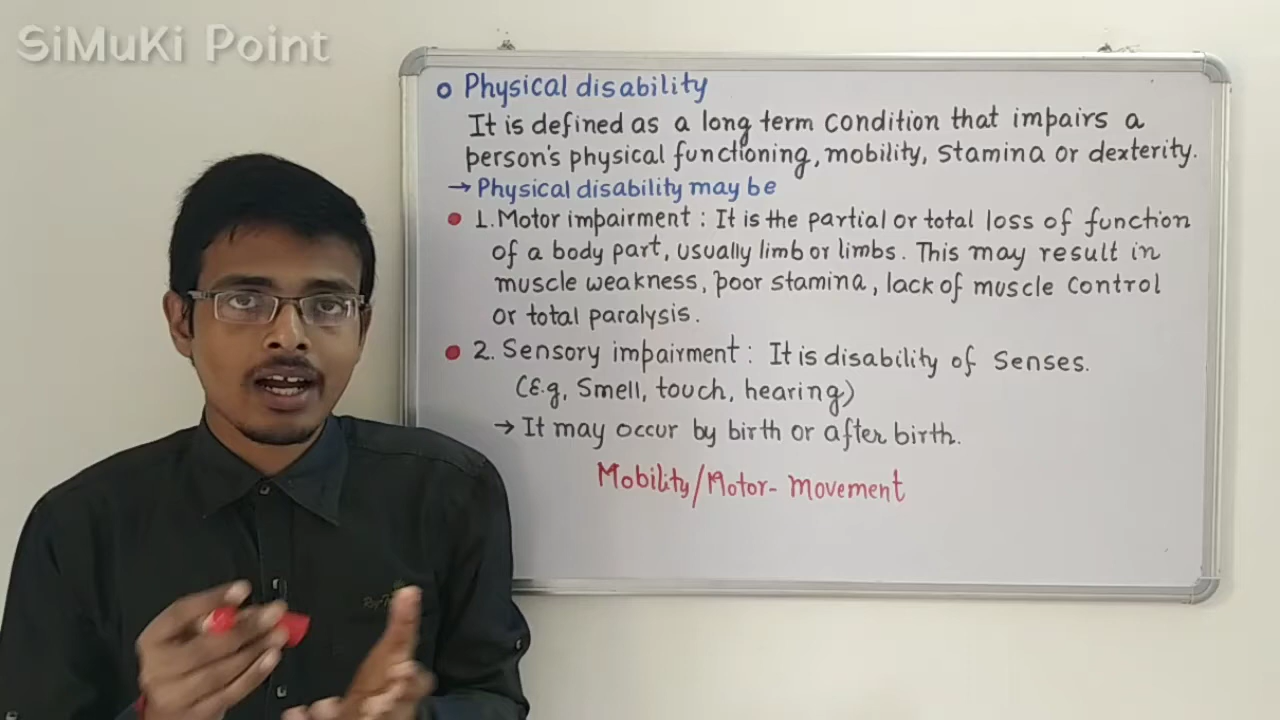 SiMuKi Point
Physical disability
It is defined as a long term condition that impairs a
person's physical functioning, mobility, stamina or dexterity.
→ Physical disability may be
1. Motor impairment : It is the partial or total loss of function
of a body part, usually limb or limbs. This may result in
muscle weakness, poor stamina, lack of muscle control
or total paralysis.
2. Sensory impairment : It is disability of senses.
(E.g, Smell, touch, hearing)
→ It may occur by birth or after birth.
Mobility/Motor- movement